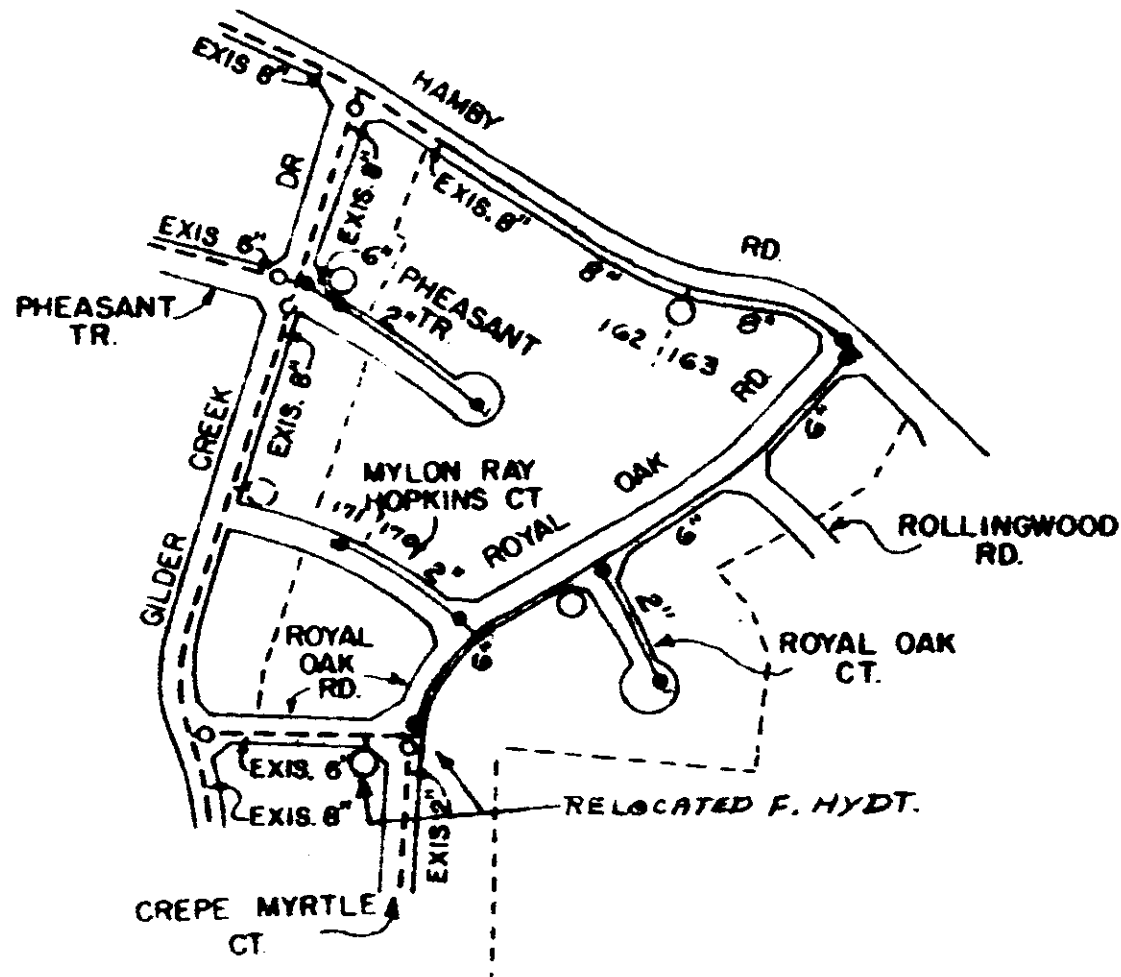 EXIS 8"
HAMBY
DR
EXIS. 8"
EXIS. 8"
RD.
EXIS 6"
6"
8"
PHEASANT
TR.
PHEASANT
TR.
2"
8"
162
163
RD.
EXIS. 8"
6"
CREEK
MYLON RAY
HOPKINS CT
OAK
171
170
2"
ROYAL
6"
ROLLINGWOOD
RD.
GILDER
2"
ROYAL
OAK
RD.
6"
ROYAL OAK
CT.
EXIS. 6"
EXIS. 8"
EXIS 2"
RELOCATED F. HYDT.
CREPE MYRTLE
CT.